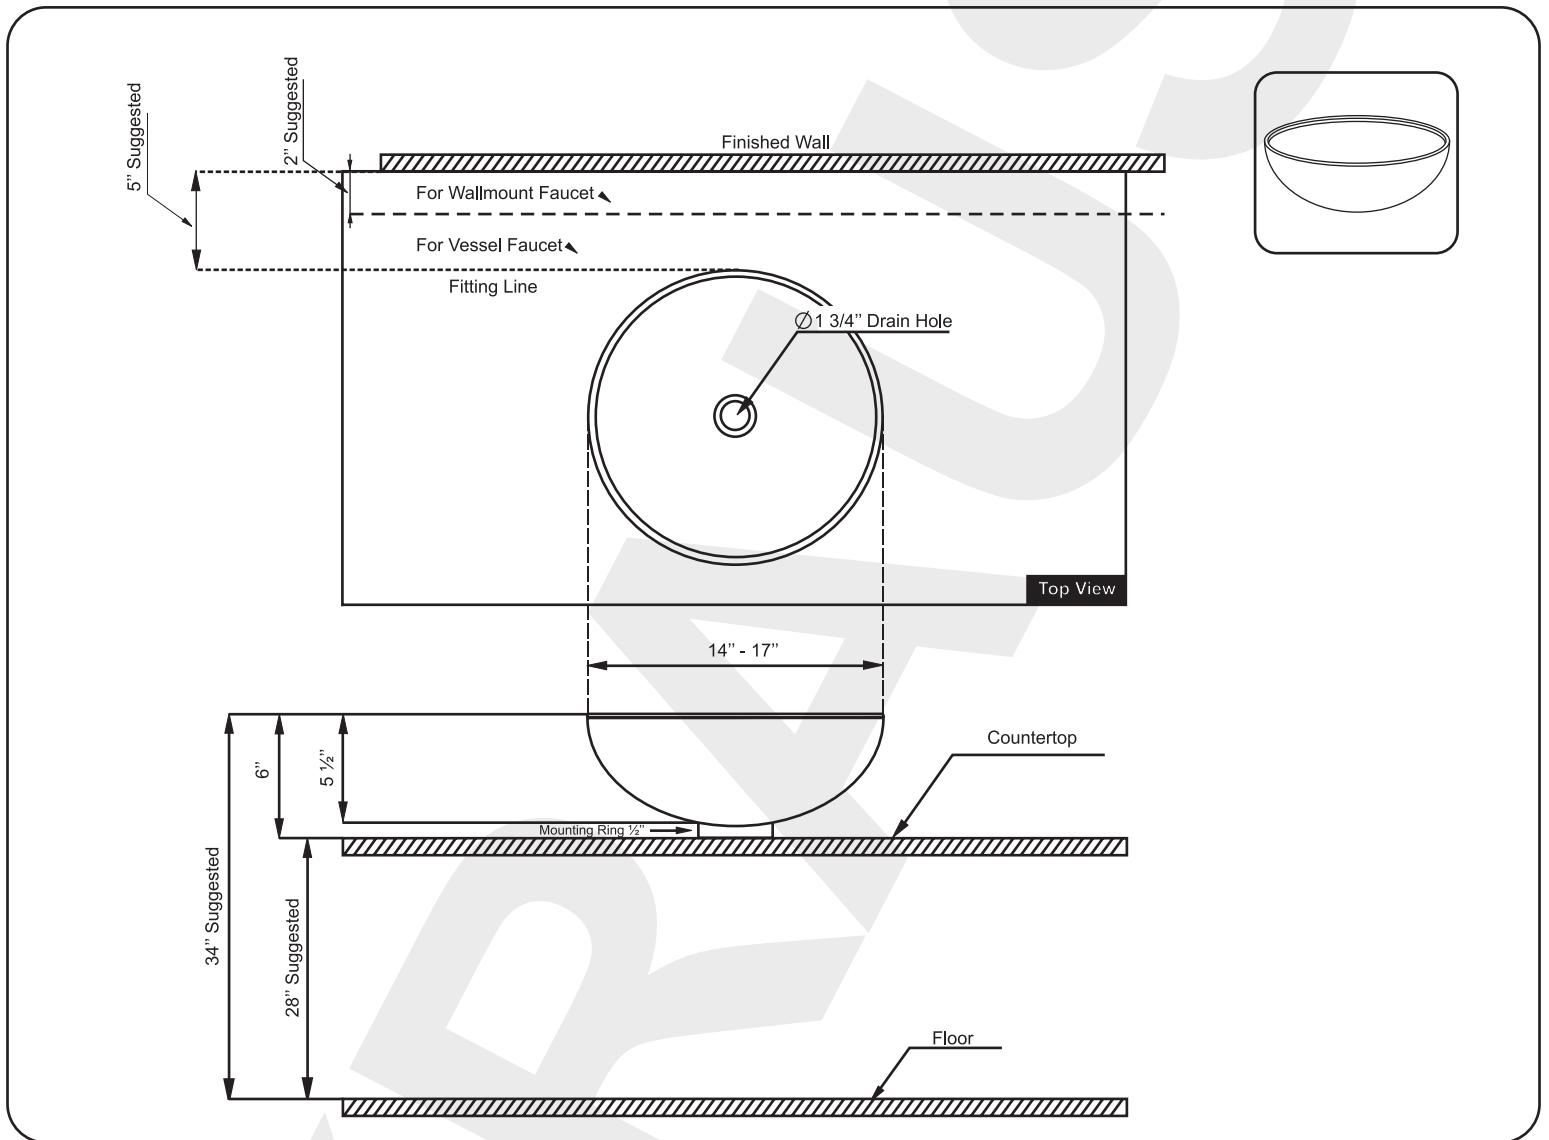 5'' Suggested
2'' Suggested
Finished Wall
For Wallmount Faucet
For Vessel Faucet
Fitting Line
∅1 3/4'' Drain Hole
Top View
14'' - 17''
Countertop
6''
5 ½''
Mounting Ring ½''
34'' Suggested
28'' Suggested
Floor